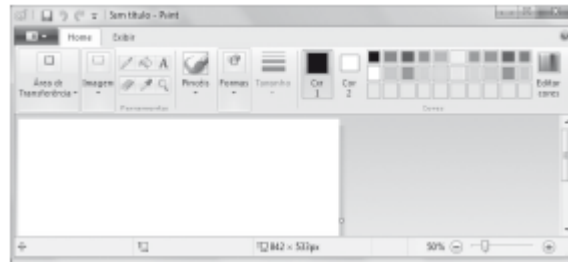 Sem título - Paint
Home Exibir
Área de Transferência
Imagem
Ferramentas
Pincéis
Formas
Tamanho
Cor 1
Cor 2
Cores
Editar cores
842 × 533px
50%